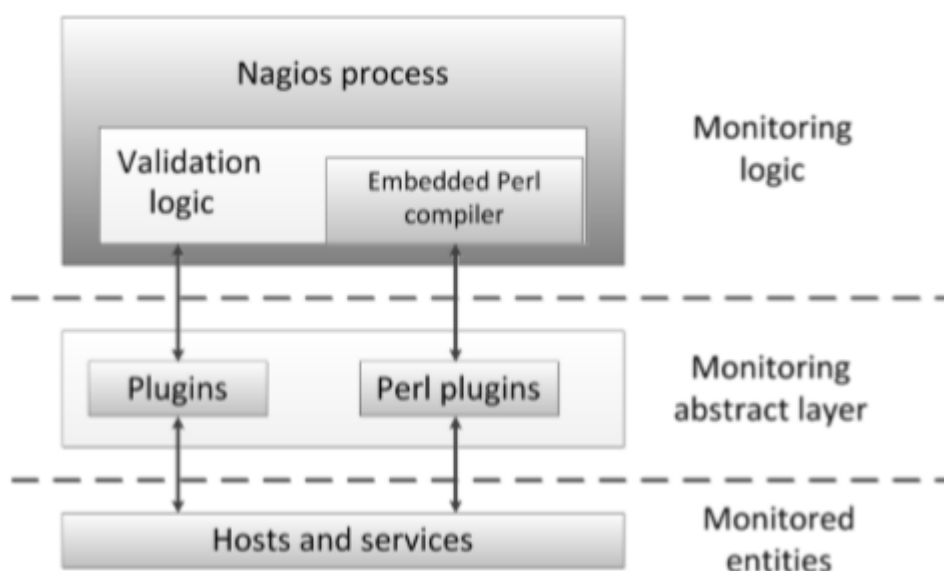 Nagios process
Validation
logic
Embedded Perl
compiler
Monitoring
logic
Plugins
Perl plugins
Monitoring
abstract layer
Hosts and services
Monitored
entities